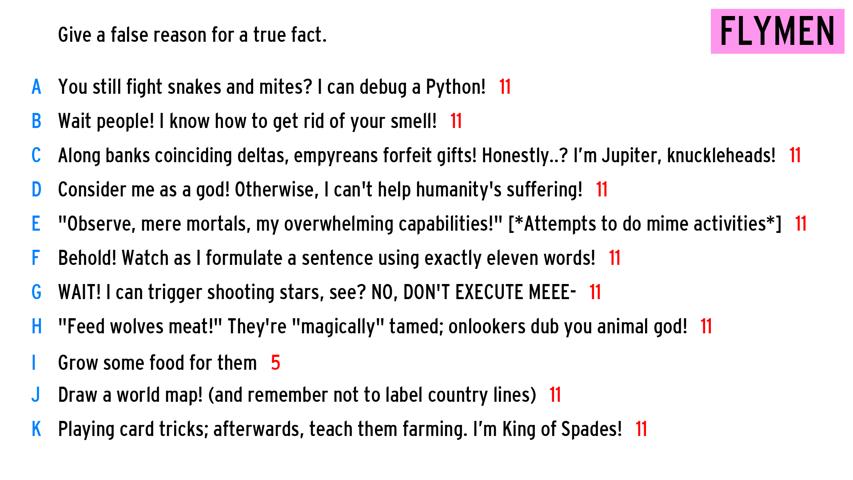 Give a false reason for a true fact.
FLYMEN
A You still fight snakes and mites? I can debug a Python! 11
B Wait people! I know how to get rid of your smell! 11
C Along banks coinciding deltas, empyreans forfeit gifts! Honestly..? I'm Jupiter, knuckleheads! 11
D Consider me as a god! Otherwise, I can't help humanity's suffering! 11
E "Observe, mere mortals, my overwhelming capabilities!" [*Attempts to do mime activities*] 11
F Behold! Watch as I formulate a sentence using exactly eleven words! 11
G WAIT! I can trigger shooting stars, see? NO, DON'T EXECUTE MEEE- 11
H "Feed wolves meat!" They're "magically" tamed; onlookers dub you animal god! 11
I Grow some food for them 5
J Draw a world map! (and remember not to label country lines) 11
K Playing card tricks; afterwards, teach them farming. I'm King of Spades! 11